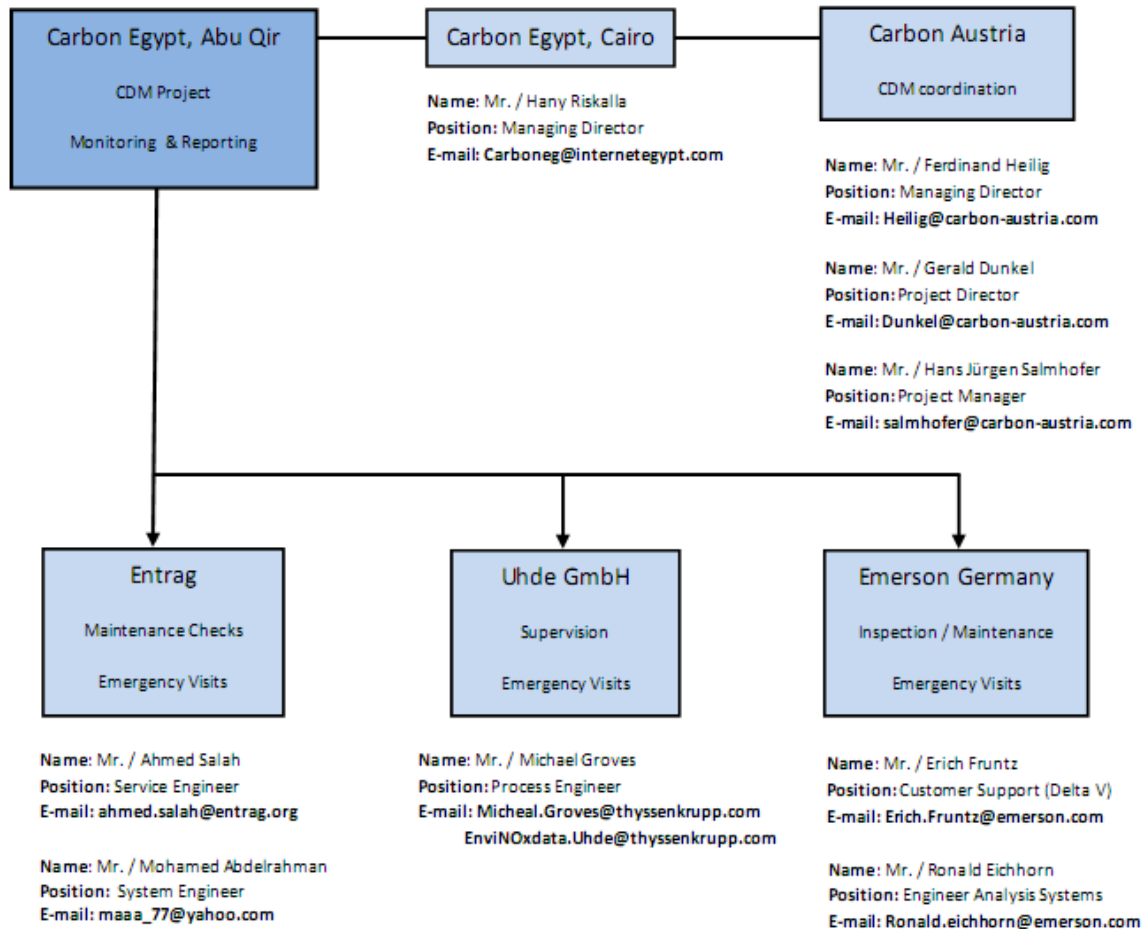 Carbon Egypt, Abu Qir
CDM Project
Monitoring & Reporting
Carbon Egypt, Cairo
Name: Mr. / Hany Riskalla
Position: Managing Director
E-mail: Carboneg@internetegypt.com
Carbon Austria
CDM coordination
Name: Mr. / Ferdinand Heilig
Position: Managing Director
E-mail: Heilig@carbon-austria.com
Name: Mr. / Gerald Dunkel
Position: Project Director
E-mail: Dunkel@carbon-austria.com
Name: Mr. / Hans Jürgen Salmhofer
Position: Project Manager
E-mail: salmhofer@carbon-austria.com
Entrag
Maintenance Checks
Emergency Visits
Name: Mr. / Ahmed Salah
Position: Service Engineer
E-mail: ahmed.salah@entrag.org
Name: Mr. / Mohamed Abdelrahman
Position: System Engineer
E-mail: maaa_77@yahoo.com
Uhde GmbH
Supervision
Emergency Visits
Name: Mr. / Michael Groves
Position: Process Engineer
E-mail: Micheal.Groves@thyssenkrupp.com
EnviNOxdata.Uhde@thyssenkrupp.com
Emerson Germany
Inspection / Maintenance
Emergency Visits
Name: Mr. / Erich Fruntz
Position: Customer Support (Delta V)
E-mail: Erich.Fruntz@emerson.com
Name: Mr. / Ronald Eichhorn
Position: Engineer Analysis Systems
E-mail: Ronald.eichhorn@emerson.com